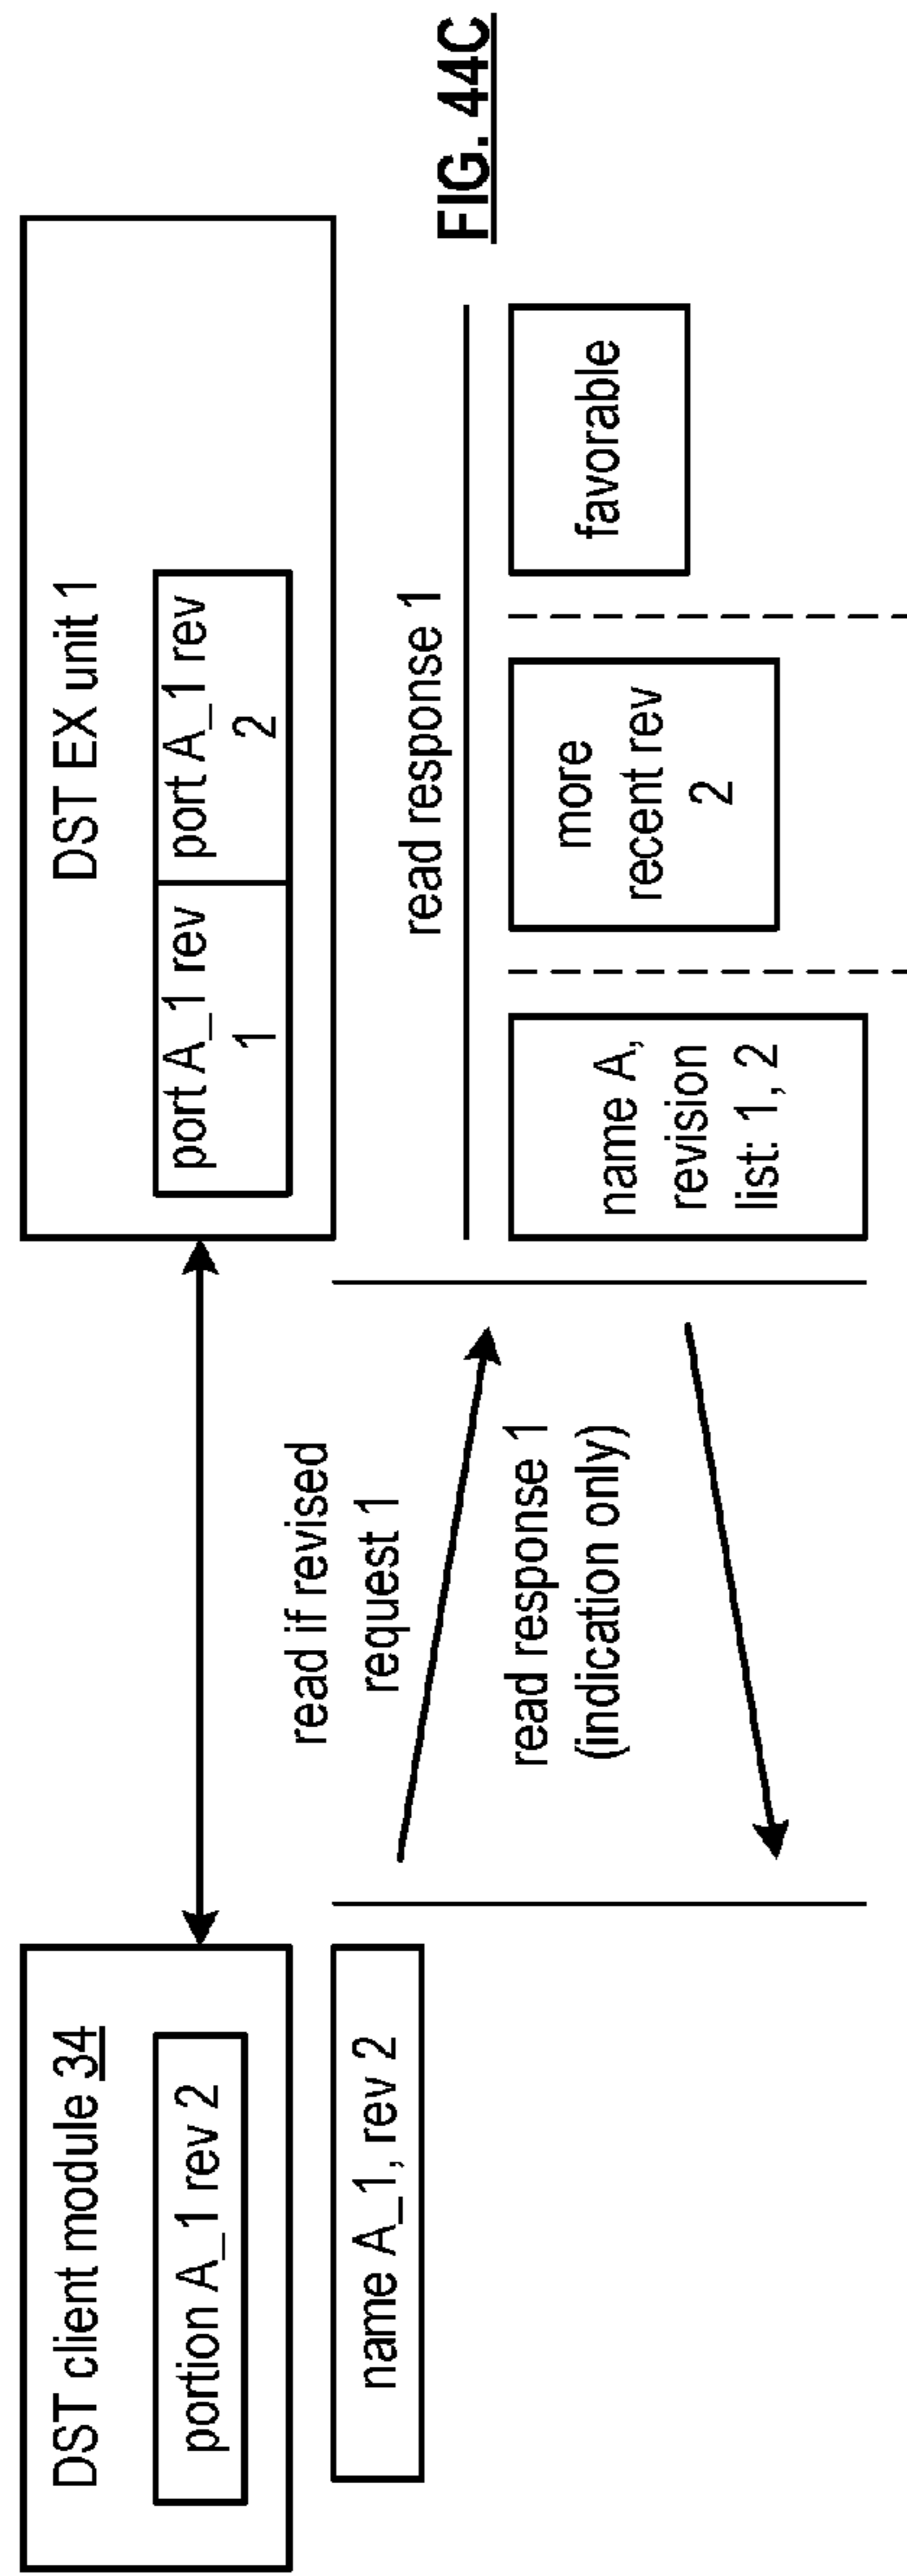 DST client module 34
portion A_1 rev 2
name A_1, rev 2
read if revised
request 1
read response 1
(indication only)
DST EX unit 1
port A_1 rev
1
port A_1 rev
2
read response 1
name A,
revision
list: 1, 2
more
recent rev
2
favorable
FIG. 44C